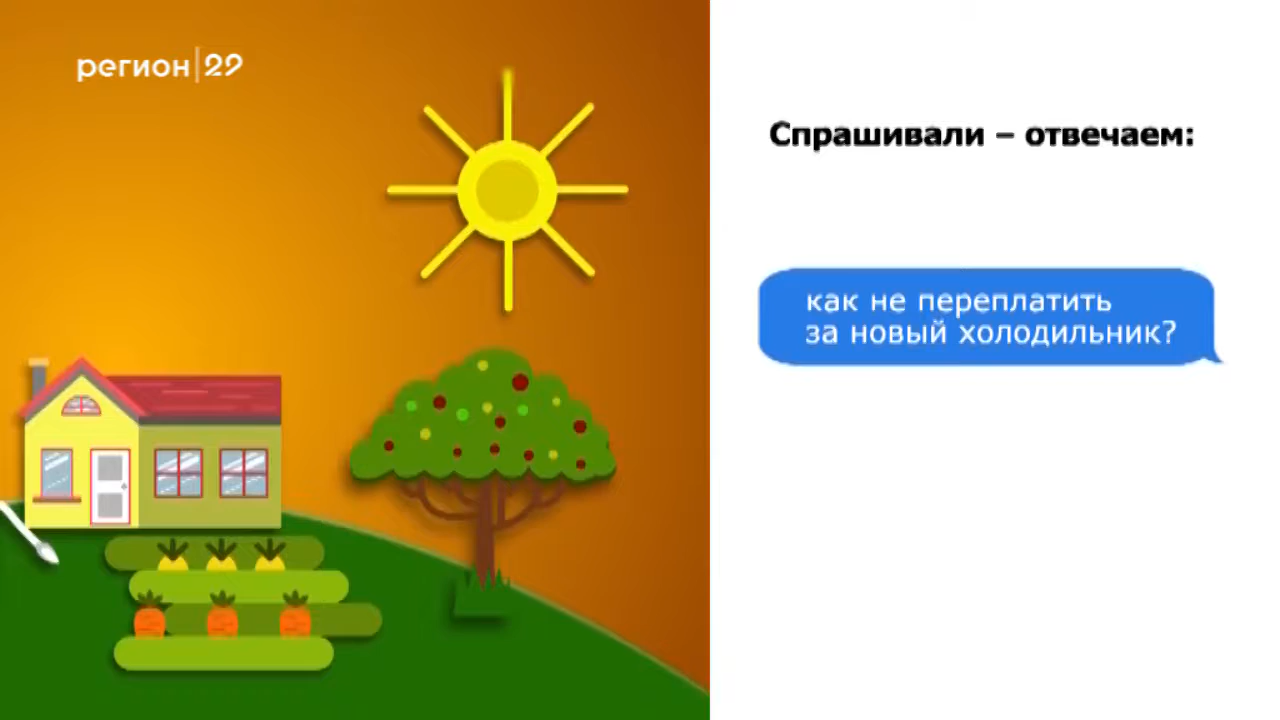 регион|29
Спрашивали – отвечаем:
как не переплатить
за новый холодильник?